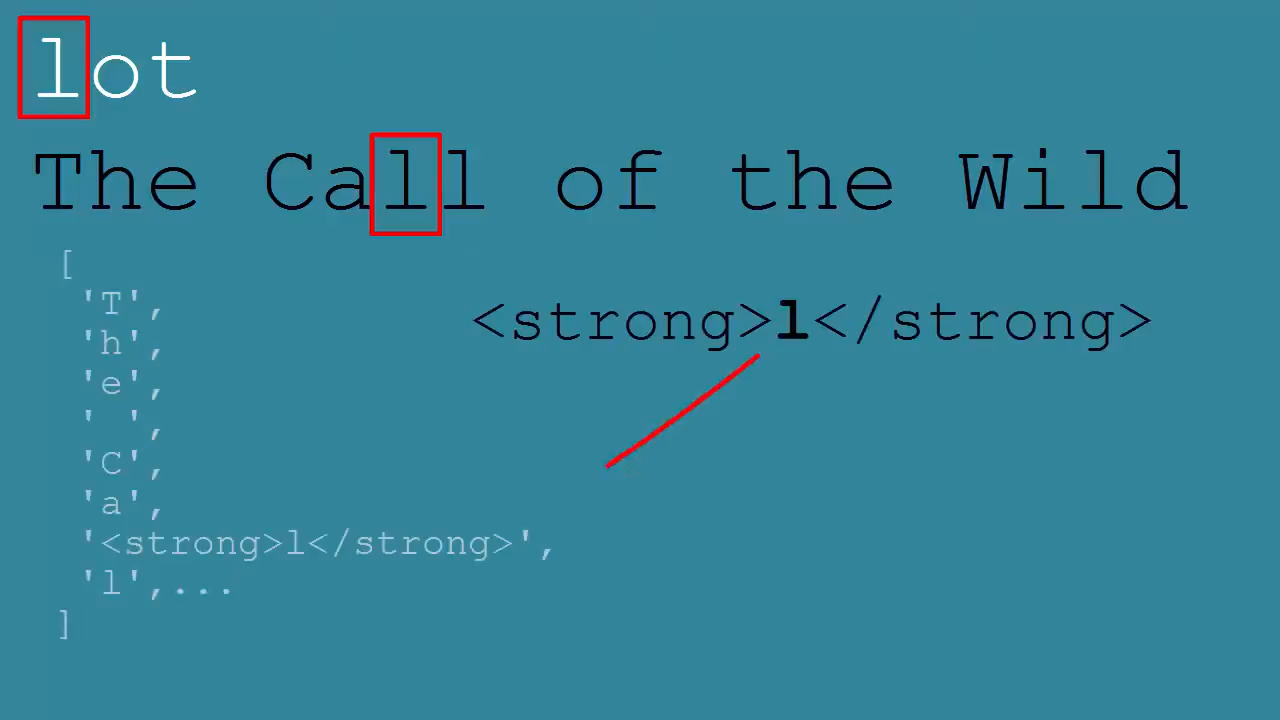 lot
The Call of the Wild
[
'T',
'h',
<strong>l</strong>
'e',
' ',
'C',
'a',
'<strong>l</strong>',
'l',...
]